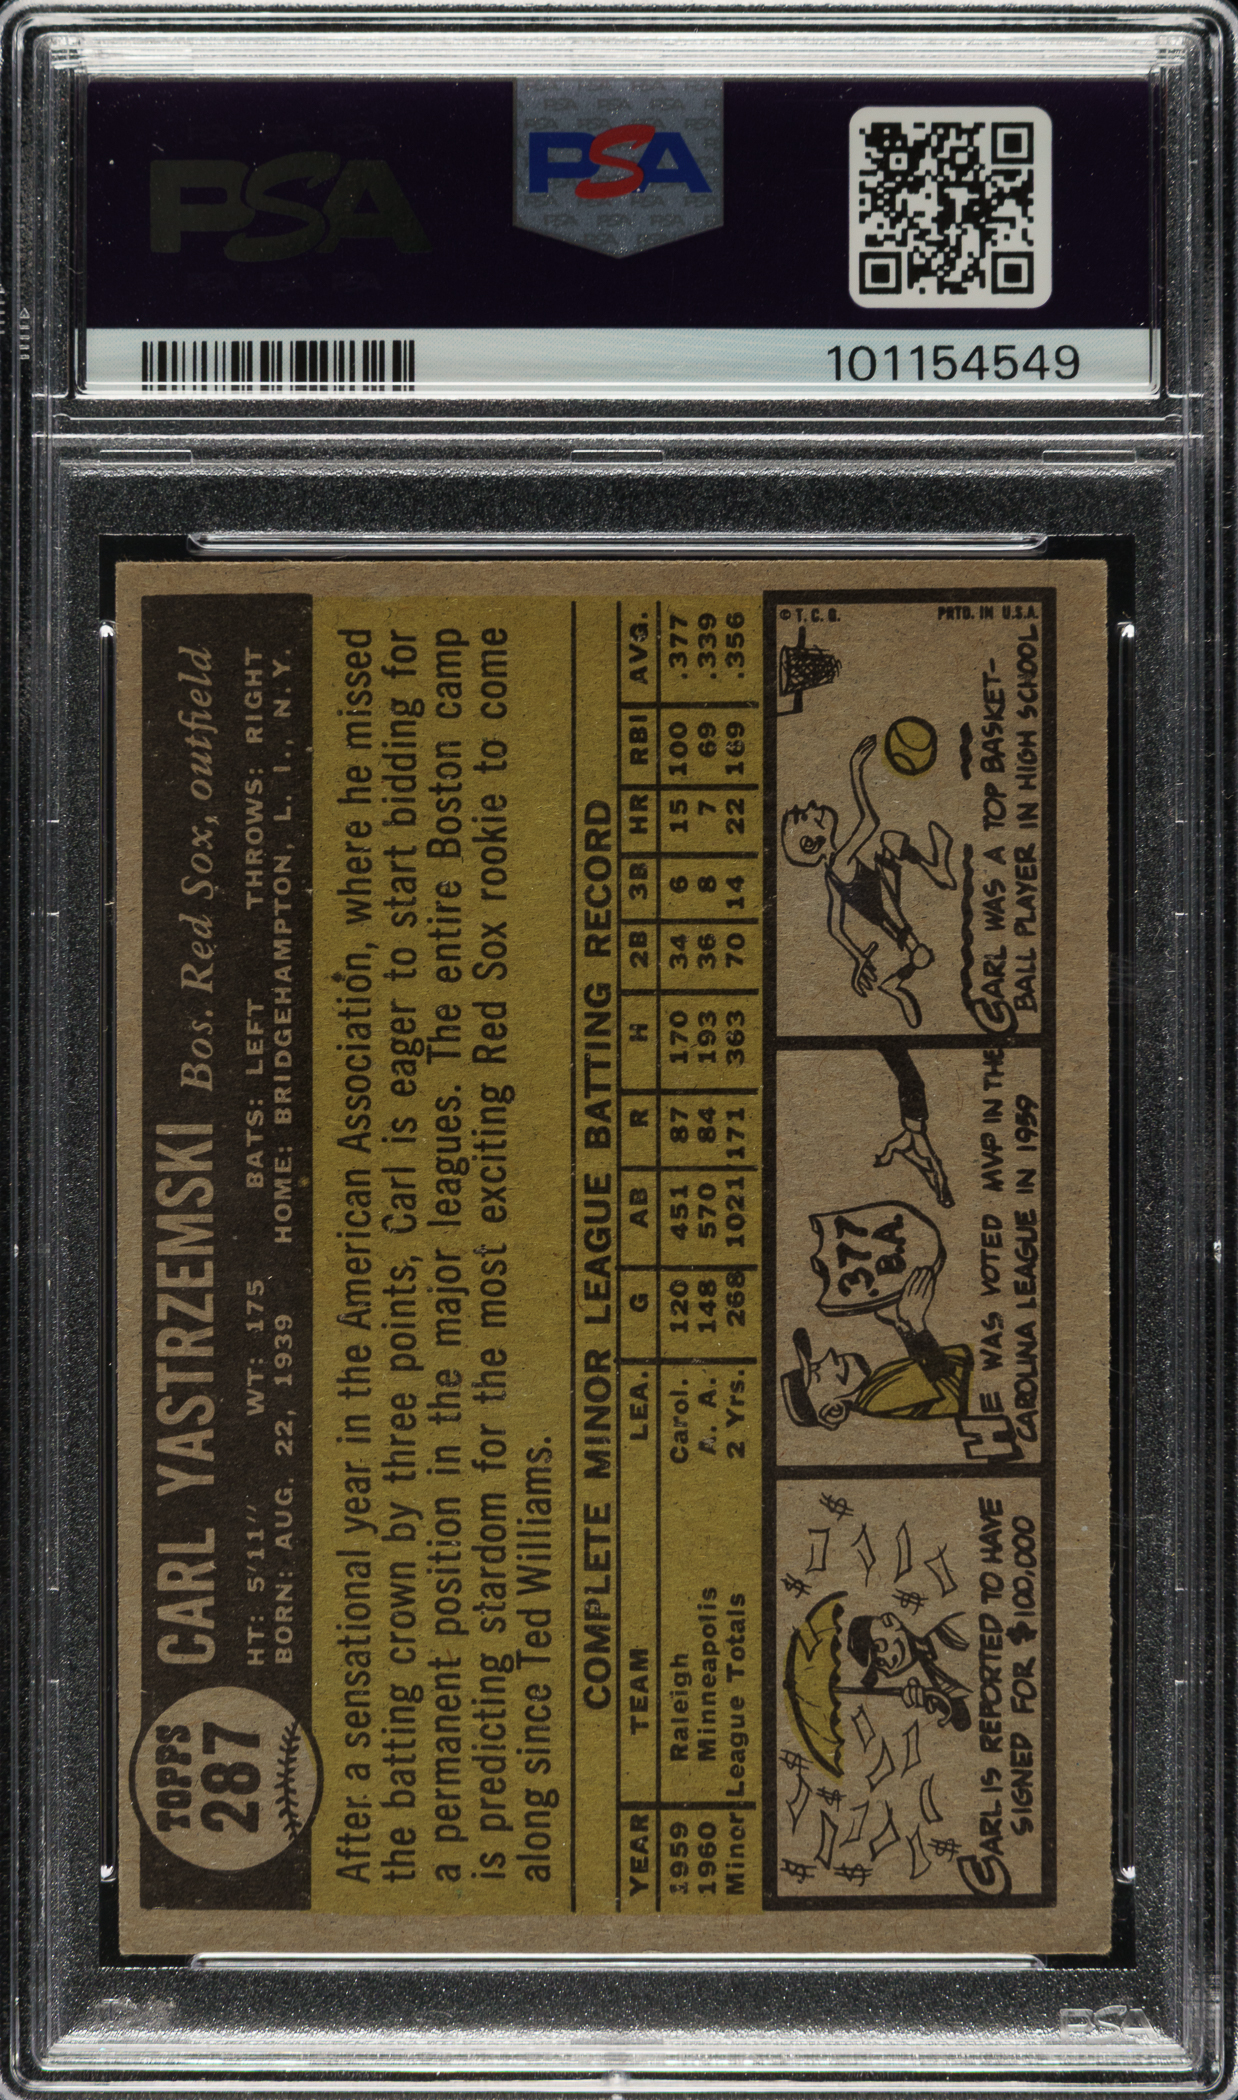 PSA
PSA
101154549
TOPPS
287
CARL YASTRZEMSKI Bos. Red Sox, outfield
HT: 5'11" WT: 175 BATS: LEFT THROWS: RIGHT
BORN: AUG. 22, 1939 HOME: BRIDGEHAMPTON, L. I., N. Y.
After a sensational year in the American Association, where he missed
the batting crown by three points, Carl is eager to start bidding for
a permanent position in the major leagues. The entire Boston camp
is predicting stardom for the most exciting Red Sox rookie to come
along since Ted Williams.
COMPLETE MINOR LEAGUE BATTING RECORD
YEAR TEAM LEA. G AB R H 2B 3B HR RBI AVG.
1959 Raleigh Carol. 120 451 87 170 34 6 15 100 .377
1960 Minneapolis A. A. 148 570 84 193 36 8 7 69 .339
Minor League Totals 2 Yrs. 268 1021 171 363 70 14 22 169 .356
CARL IS REPORTED TO HAVE
SIGNED FOR $100,000
.377
B.A.
HE WAS VOTED MVP IN THE
CAROLINA LEAGUE IN 1959
© T. C. G. PRTD. IN U.S.A.
CARL WAS A TOP BASKET-
BALL PLAYER IN HIGH SCHOOL
PSA